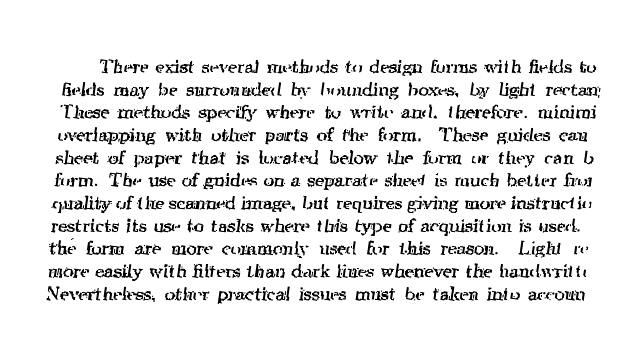 There exist several methods to design forms with fields to
fields may be surrounded by bounding boxes, by light rectan
These methods specify where to write and, therefore, minimi
overlapping with other parts of the form. These guides can
sheet of paper that is located below the form or they can b
form. The use of guides on a separate sheet is much better
quality of the scanned image, but requires giving more instructio
restricts its use to tasks where this type of acquisition is used.
the form are more commonly used for this reason. Light re
more easily with filters than dark lines whenever the handwritte
Nevertheless, other practical issues must be taken into accoun